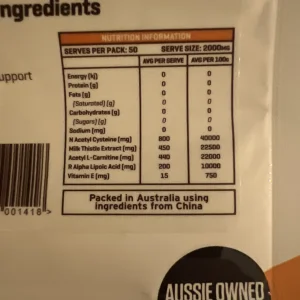 ngredients
NUTRITION INFORMATION
SERVES PER PACK: 50 SERVE SIZE: 2000MG
AVG PER SERVE AVG PER 100G
upport
Energy (kj) 0 0
Protein (g) 0 0
Fats (g) 0 0
(Saturated) (g) 0 0
Carbohydrates (g) 0 0
(Sugars) (g) 0 0
Sodium (mg) 0 0
N Acetyl Cysteine (mg) 800 40000
Milk Thistle Extract (mg) 450 22500
Acetyl L-Carnitine (mg) 440 22000
R Alpha Lipoic Acid (mg) 200 10000
Vitamin E (mg) 15 750
Packed in Australia using
ingredients from China
001418 >
AUSSIE OWNED